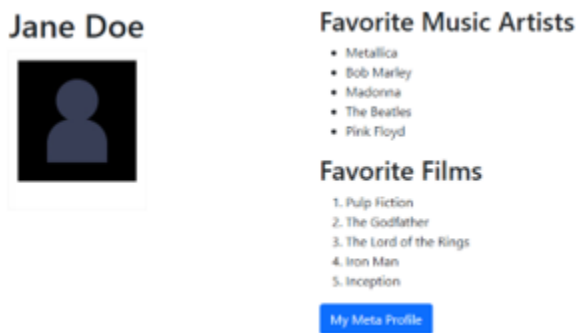 Jane Doe
Favorite Music Artists
• Metallica
• Bob Marley
• Madonna
• The Beatles
• Pink Floyd
Favorite Films
1. Pulp Fiction
2. The Godfather
3. The Lord of the Rings
4. Iron Man
5. Inception
My Meta Profile